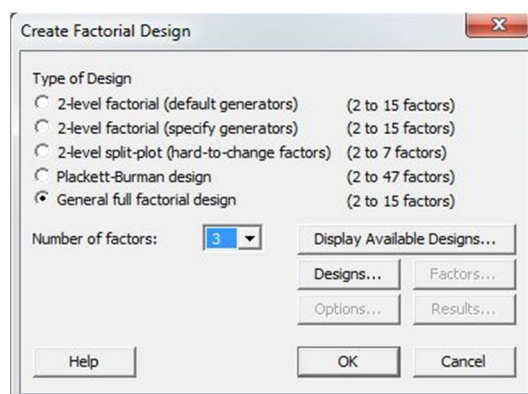 Create Factorial Design
Type of Design
2-level factorial (default generators) (2 to 15 factors)
2-level factorial (specify generators) (2 to 15 factors)
2-level split-plot (hard-to-change factors) (2 to 7 factors)
Plackett-Burman design (2 to 47 factors)
General full factorial design (2 to 15 factors)
Number of factors: 3 Display Available Designs...
Designs... Factors...
Options... Results...
Help OK Cancel